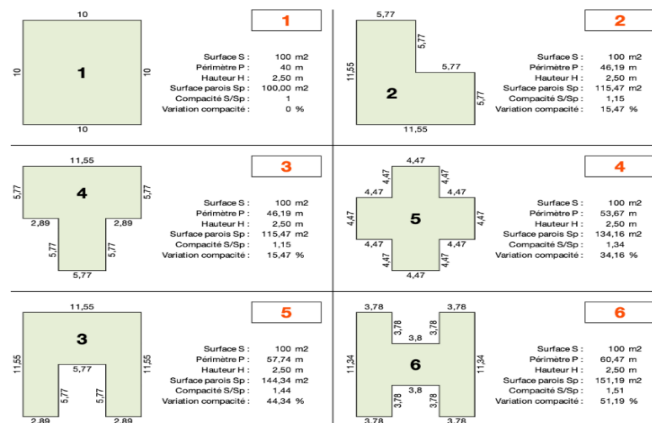 10
10
10
10
1
1
Surface S : 100 m2
Périmètre P : 40 m
Hauteur H : 2,50 m
Surface parois Sp : 100,00 m2
Compacité S/Sp : 1
Variation compacité : 0 %
5,77
5,77
5,77
5,77
11,55
11,55
2
2
Surface S : 100 m2
Périmètre P : 46,19 m
Hauteur H : 2,50 m
Surface parois Sp : 115,47 m2
Compacité S/Sp : 1,15
Variation compacité : 15,47 %
11,55
5,77
5,77
2,89
2,89
5,77
5,77
5,77
4
3
Surface S : 100 m2
Périmètre P : 46,19 m
Hauteur H : 2,50 m
Surface parois Sp : 115,47 m2
Compacité S/Sp : 1,15
Variation compacité : 15,47 %
4,47
4,47
4,47
4,47
4,47
4,47
4,47
4,47
4,47
4,47
4,47
4,47
5
4
Surface S : 100 m2
Périmètre P : 53,67 m
Hauteur H : 2,50 m
Surface parois Sp : 134,16 m2
Compacité S/Sp : 1,34
Variation compacité : 34,16 %
11,55
11,55
11,55
5,77
5,77
5,77
2,89
2,89
3
5
Surface S : 100 m2
Périmètre P : 57,74 m
Hauteur H : 2,50 m
Surface parois Sp : 144,34 m2
Compacité S/Sp : 1,44
Variation compacité : 44,34 %
3,78
3,78
3,78
3,78
3,8
11,34
11,34
6
3,8
3,78
3,78
3,78
3,78
6
Surface S : 100 m2
Périmètre P : 60,47 m
Hauteur H : 2,50 m
Surface parois Sp : 151,19 m2
Compacité S/Sp : 1,51
Variation compacité : 51,19 %